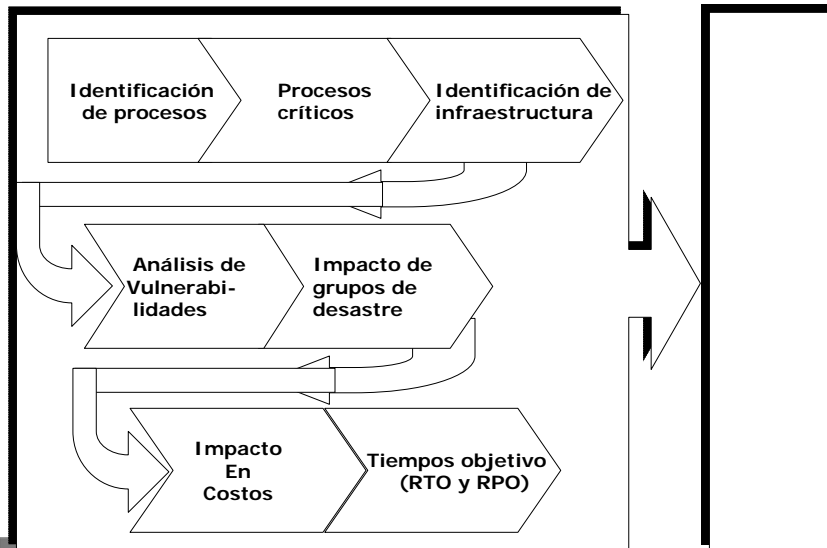 Identificación
de procesos
Procesos
críticos
Identificación de
infraestructura
Análisis de
Vulnerabi-
lidades
Impacto de
grupos de
desastre
Impacto
En
Costos
Tiempos objetivo
(RTO y RPO)